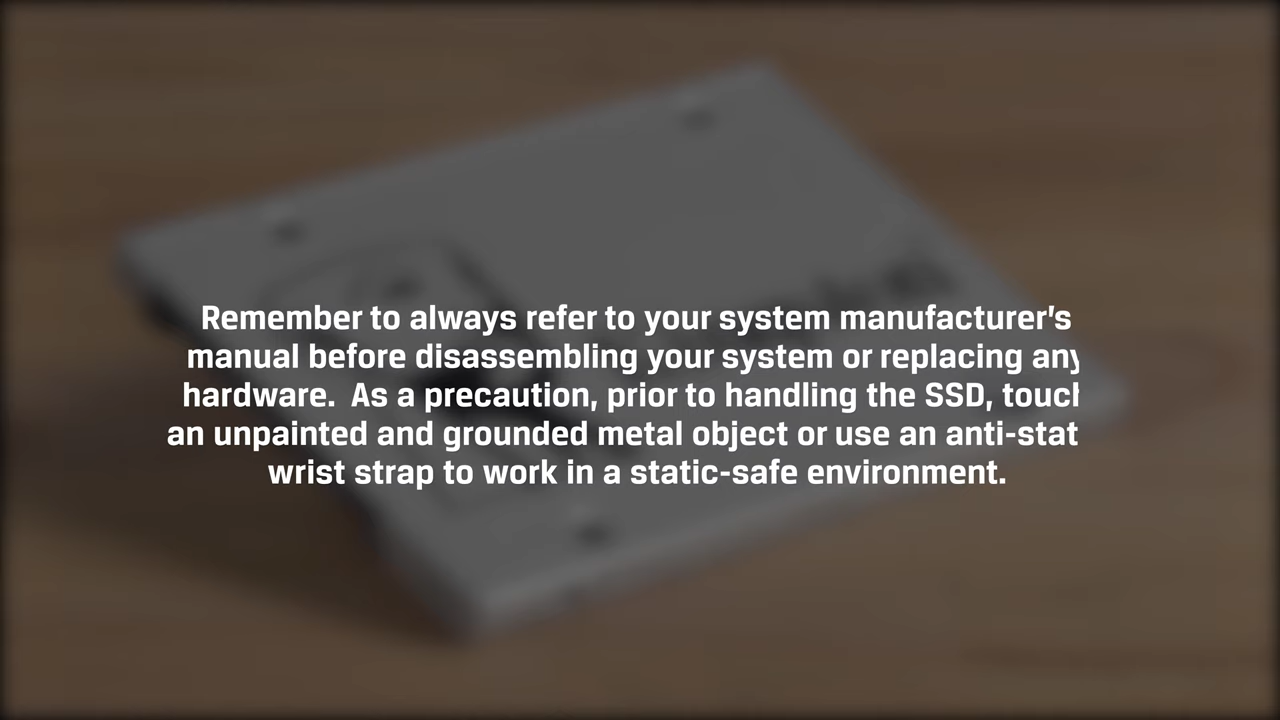 Remember to always refer to your system manufacturer's
manual before disassembling your system or replacing any
hardware.  As a precaution, prior to handling the SSD, touch
an unpainted and grounded metal object or use an anti-stat
wrist strap to work in a static-safe environment.